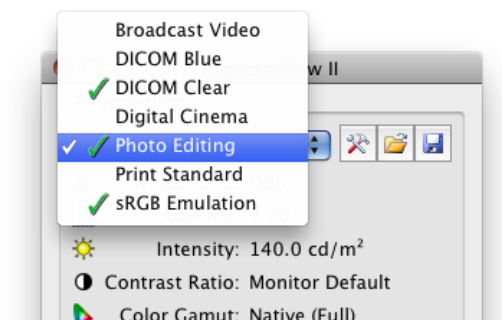 Broadcast Video
DICOM Blue
w II
DICOM Clear
Digital Cinema
Photo Editing
Print Standard
sRGB Emulation
Intensity: 140.0 cd/m²
Contrast Ratio: Monitor Default
Color Gamut: Native (Full)